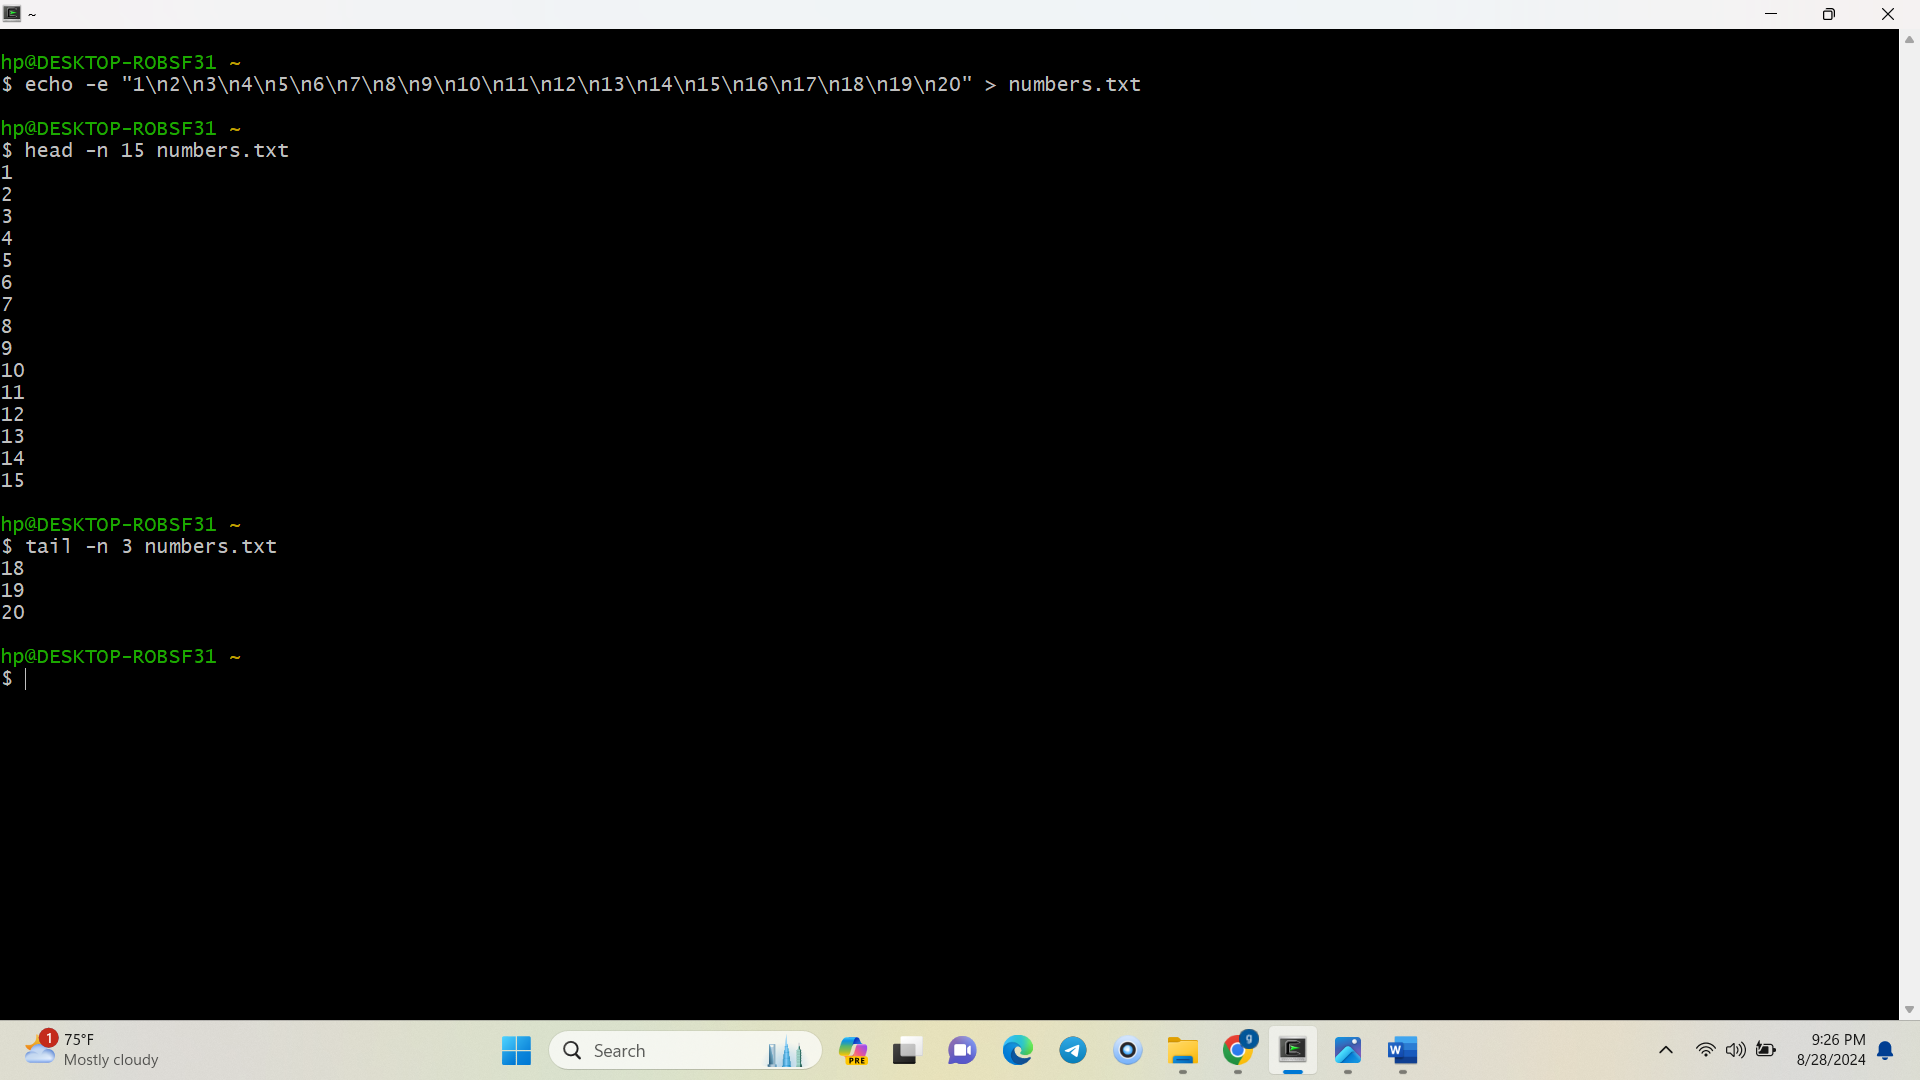 ~
hp@DESKTOP-ROBSF31 ~
$ echo -e "1\n2\n3\n4\n5\n6\n7\n8\n9\n10\n11\n12\n13\n14\n15\n16\n17\n18\n19\n20" > numbers.txt
hp@DESKTOP-ROBSF31 ~
$ head -n 15 numbers.txt
1
2
3
4
5
6
7
8
9
10
11
12
13
14
15
hp@DESKTOP-ROBSF31 ~
$ tail -n 3 numbers.txt
18
19
20
hp@DESKTOP-ROBSF31 ~
$
1
75°F
Mostly cloudy
Search
PRE
g
W
9:26 PM
8/28/2024